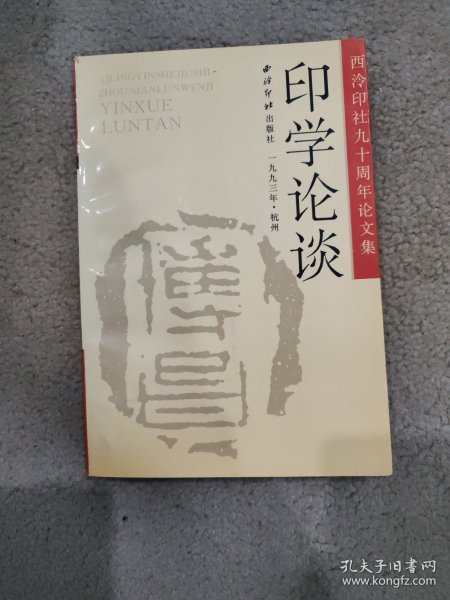 西泠印社九十周年论文集
印学论谈
西泠印社出版社 一九九三年·杭州
XILINGYINSHEJIUSHI-
ZHOUNIANLUNWENJI
YINXUE
LUNTAN
孔夫子旧书网
www.kongfz.com